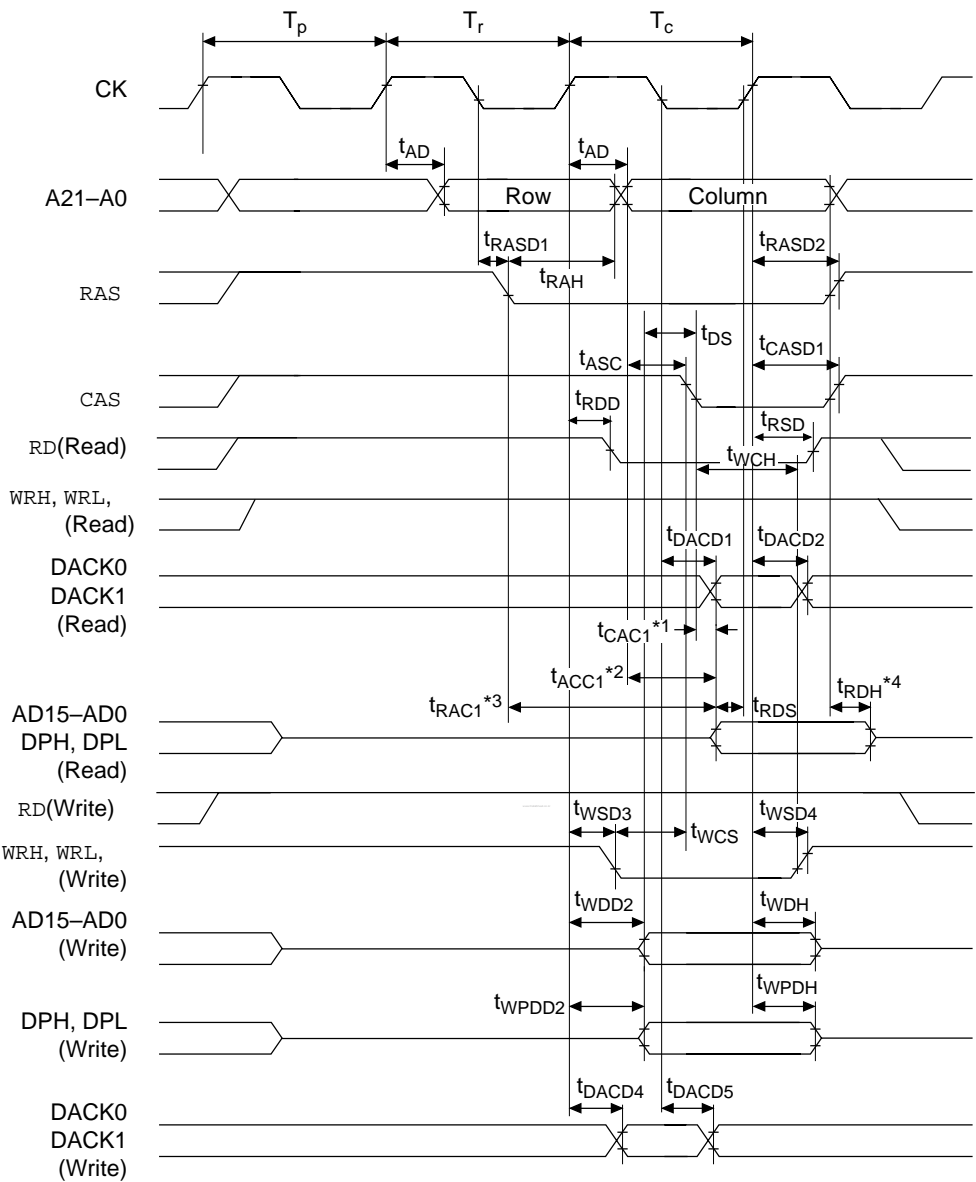 Tp Tr Tc
CK
tAD tAD
A21–A0 Row Column
tRASD1 tRASD2
tRAH
RAS
tDS
tASC tCASD1
CAS
tRDD tRSD
RD(Read)
tWCH
WRH, WRL,
(Read)
tDACD1 tDACD2
DACK0
DACK1
(Read)
tCAC1*1
tACC1*2
tRAC1*3 tRDS tRDH*4
AD15–AD0
DPH, DPL
(Read)
RD(Write)
tWSD3 tWCS tWSD4
WRH, WRL,
(Write)
tWDD2 tWDH
AD15–AD0
(Write)
tWPDD2 tWPDH
DPH, DPL
(Write)
tDACD4 tDACD5
DACK0
DACK1
(Write)